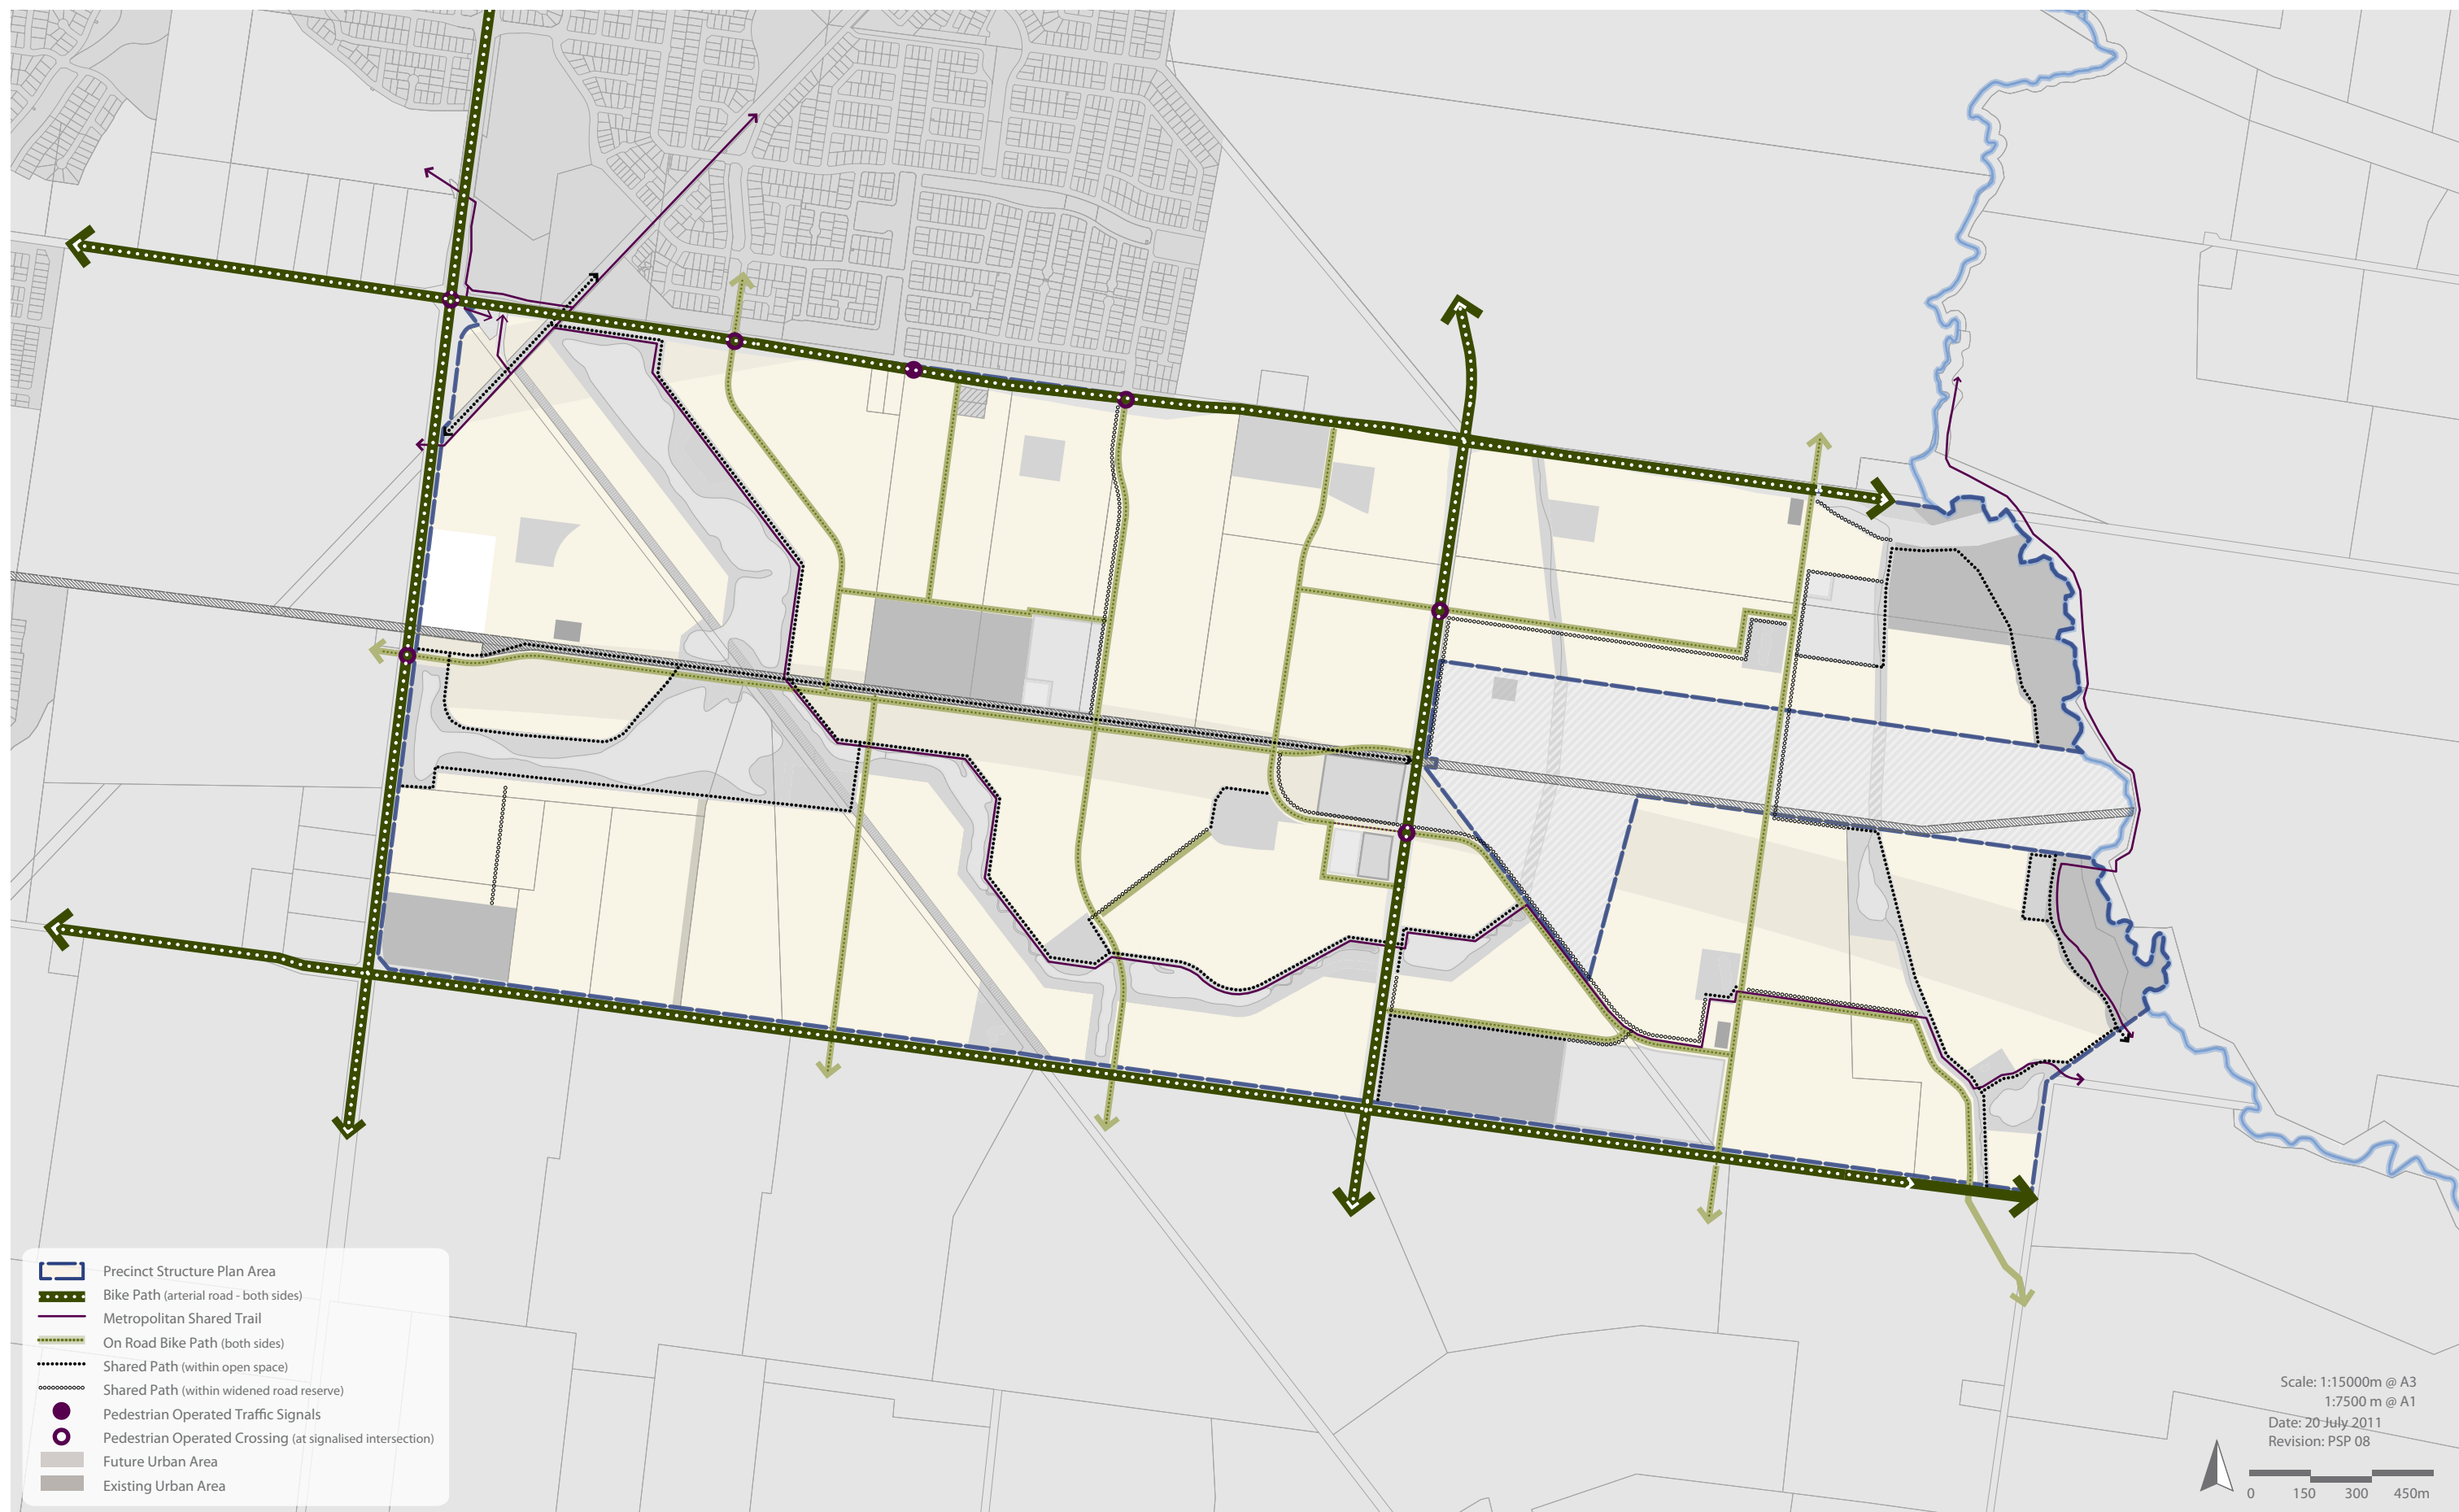 Precinct Structure Plan Area
Bike Path (arterial road - both sides)
Metropolitan Shared Trail
On Road Bike Path (both sides)
Shared Path (within open space)
Shared Path (within widened road reserve)
Pedestrian Operated Traffic Signals
Pedestrian Operated Crossing (at signalised intersection)
Future Urban Area
Existing Urban Area
Scale: 1:15000m @ A3
1:7500 m @ A1
Date: 20 July 2011
Revision: PSP 08
0 150 300 450m